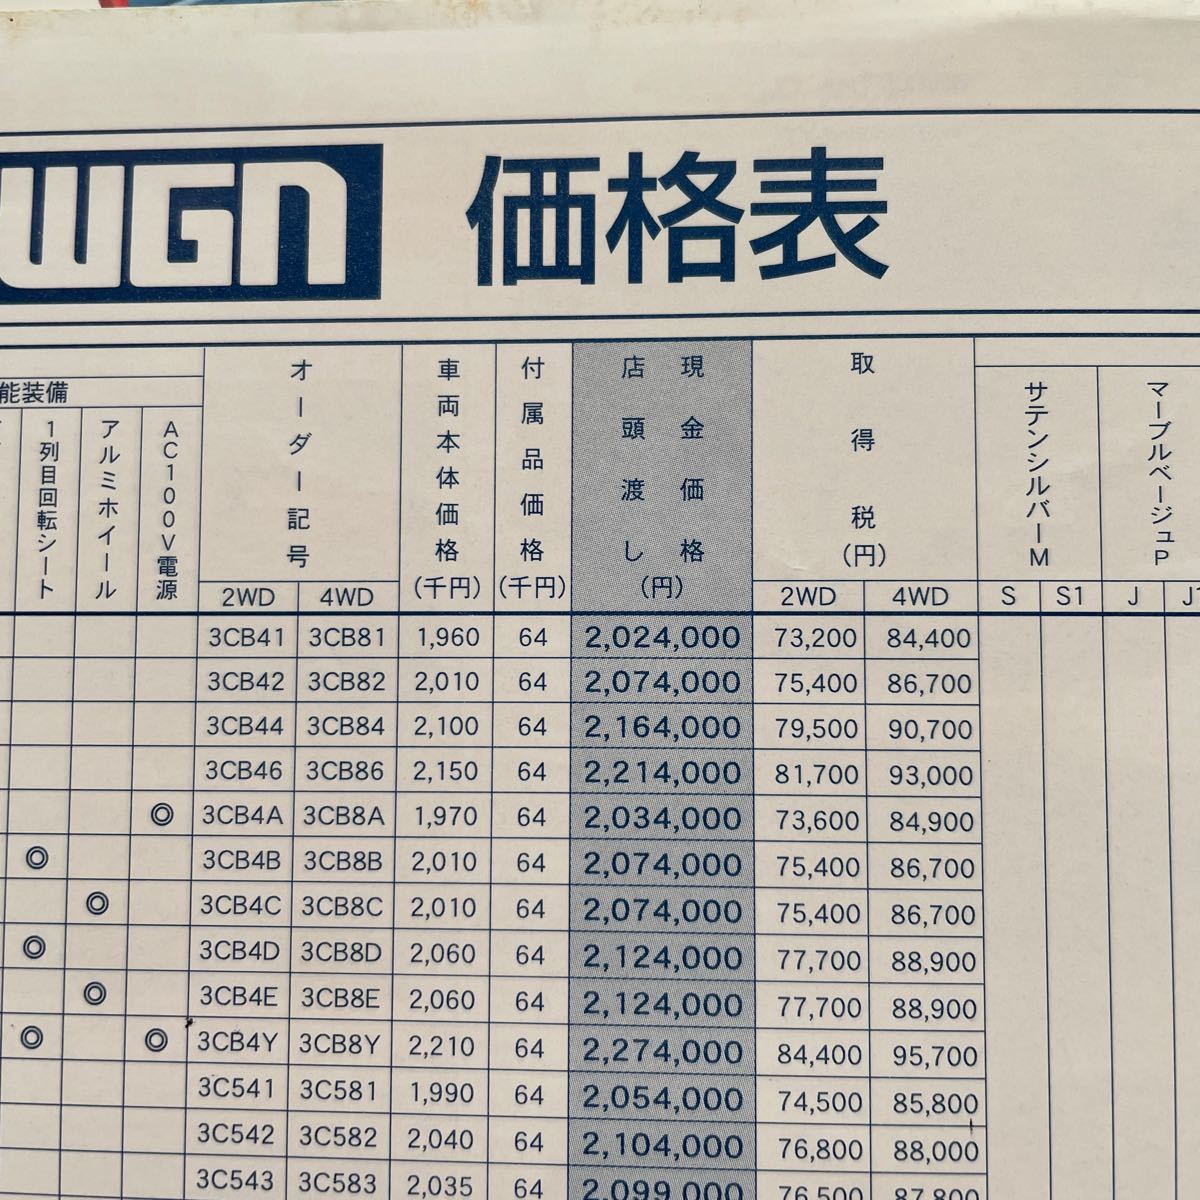 WGN 価格表
能装備
1列目回転シート アルミホイール AC100V電源 オーダー記号 車両本体価格(千円) 付属品価格(千円) 現金価格店頭渡し(円) 取得税(円) サテンシルバーM マーブルベージュP
2WD 4WD 2WD 4WD S S1 J J1
3CB41 3CB81 1,960 64 2,024,000 73,200 84,400
3CB42 3CB82 2,010 64 2,074,000 75,400 86,700
3CB44 3CB84 2,100 64 2,164,000 79,500 90,700
3CB46 3CB86 2,150 64 2,214,000 81,700 93,000
◎ 3CB4A 3CB8A 1,970 64 2,034,000 73,600 84,900
◎ 3CB4B 3CB8B 2,010 64 2,074,000 75,400 86,700
◎ 3CB4C 3CB8C 2,010 64 2,074,000 75,400 86,700
◎ 3CB4D 3CB8D 2,060 64 2,124,000 77,700 88,900
◎ 3CB4E 3CB8E 2,060 64 2,124,000 77,700 88,900
◎ ◎ 3CB4Y 3CB8Y 2,210 64 2,274,000 84,400 95,700
3C541 3C581 1,990 64 2,054,000 74,500 85,800
3C542 3C582 2,040 64 2,104,000 76,800 88,000
3C543 3C583 2,035 64 2,099,000 76,500 87,800